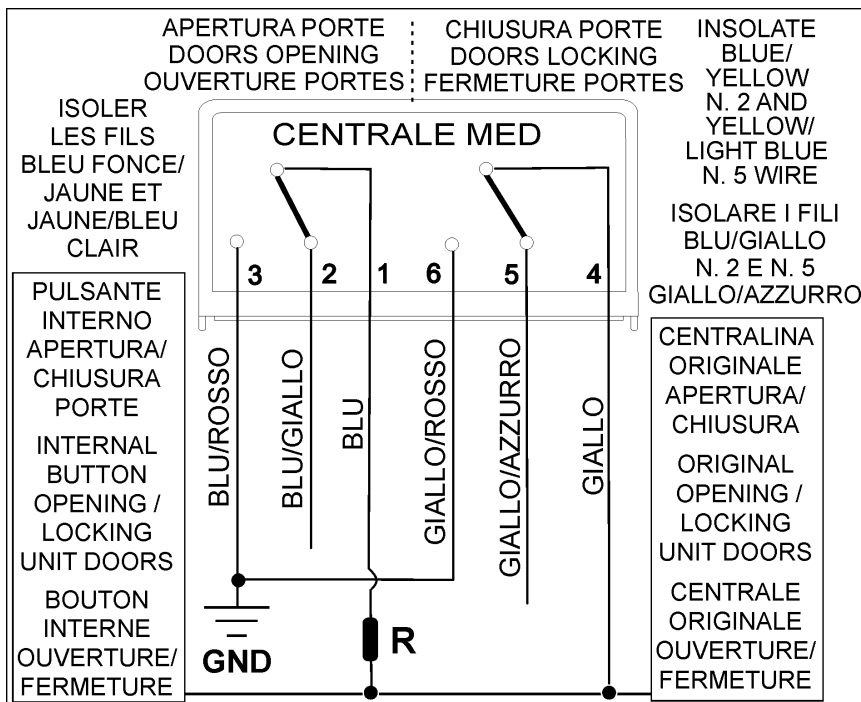 APERTURA PORTE
DOORS OPENING
OUVERTURE PORTES
CHIUSURA PORTE
DOORS LOCKING
FERMETURE PORTES
INSOLATE
BLUE/
YELLOW
N. 2 AND
YELLOW/
LIGHT BLUE
N. 5 WIRE
ISOLER
LES FILS
BLEU FONCE/
JAUNE ET
JAUNE/BLEU
CLAIR
CENTRALE MED
ISOLARE I FILI
BLU/GIALLO
N. 2 E N. 5
GIALLO/AZZURRO
3 2 1 6 5 4
PULSANTE
INTERNO
APERTURA/
CHIUSURA
PORTE
INTERNAL
BUTTON
OPENING /
LOCKING
UNIT DOORS
BOUTON
INTERNE
OUVERTURE/
FERMETURE
BLU/ROSSO
BLU/GIALLO
BLU
GIALLO/ROSSO
GIALLO/AZZURRO
GIALLO
GND
R
CENTRALINA
ORIGINALE
APERTURA/
CHIUSURA
ORIGINAL
OPENING /
LOCKING
UNIT DOORS
CENTRALE
ORIGINALE
OUVERTURE/
FERMETURE